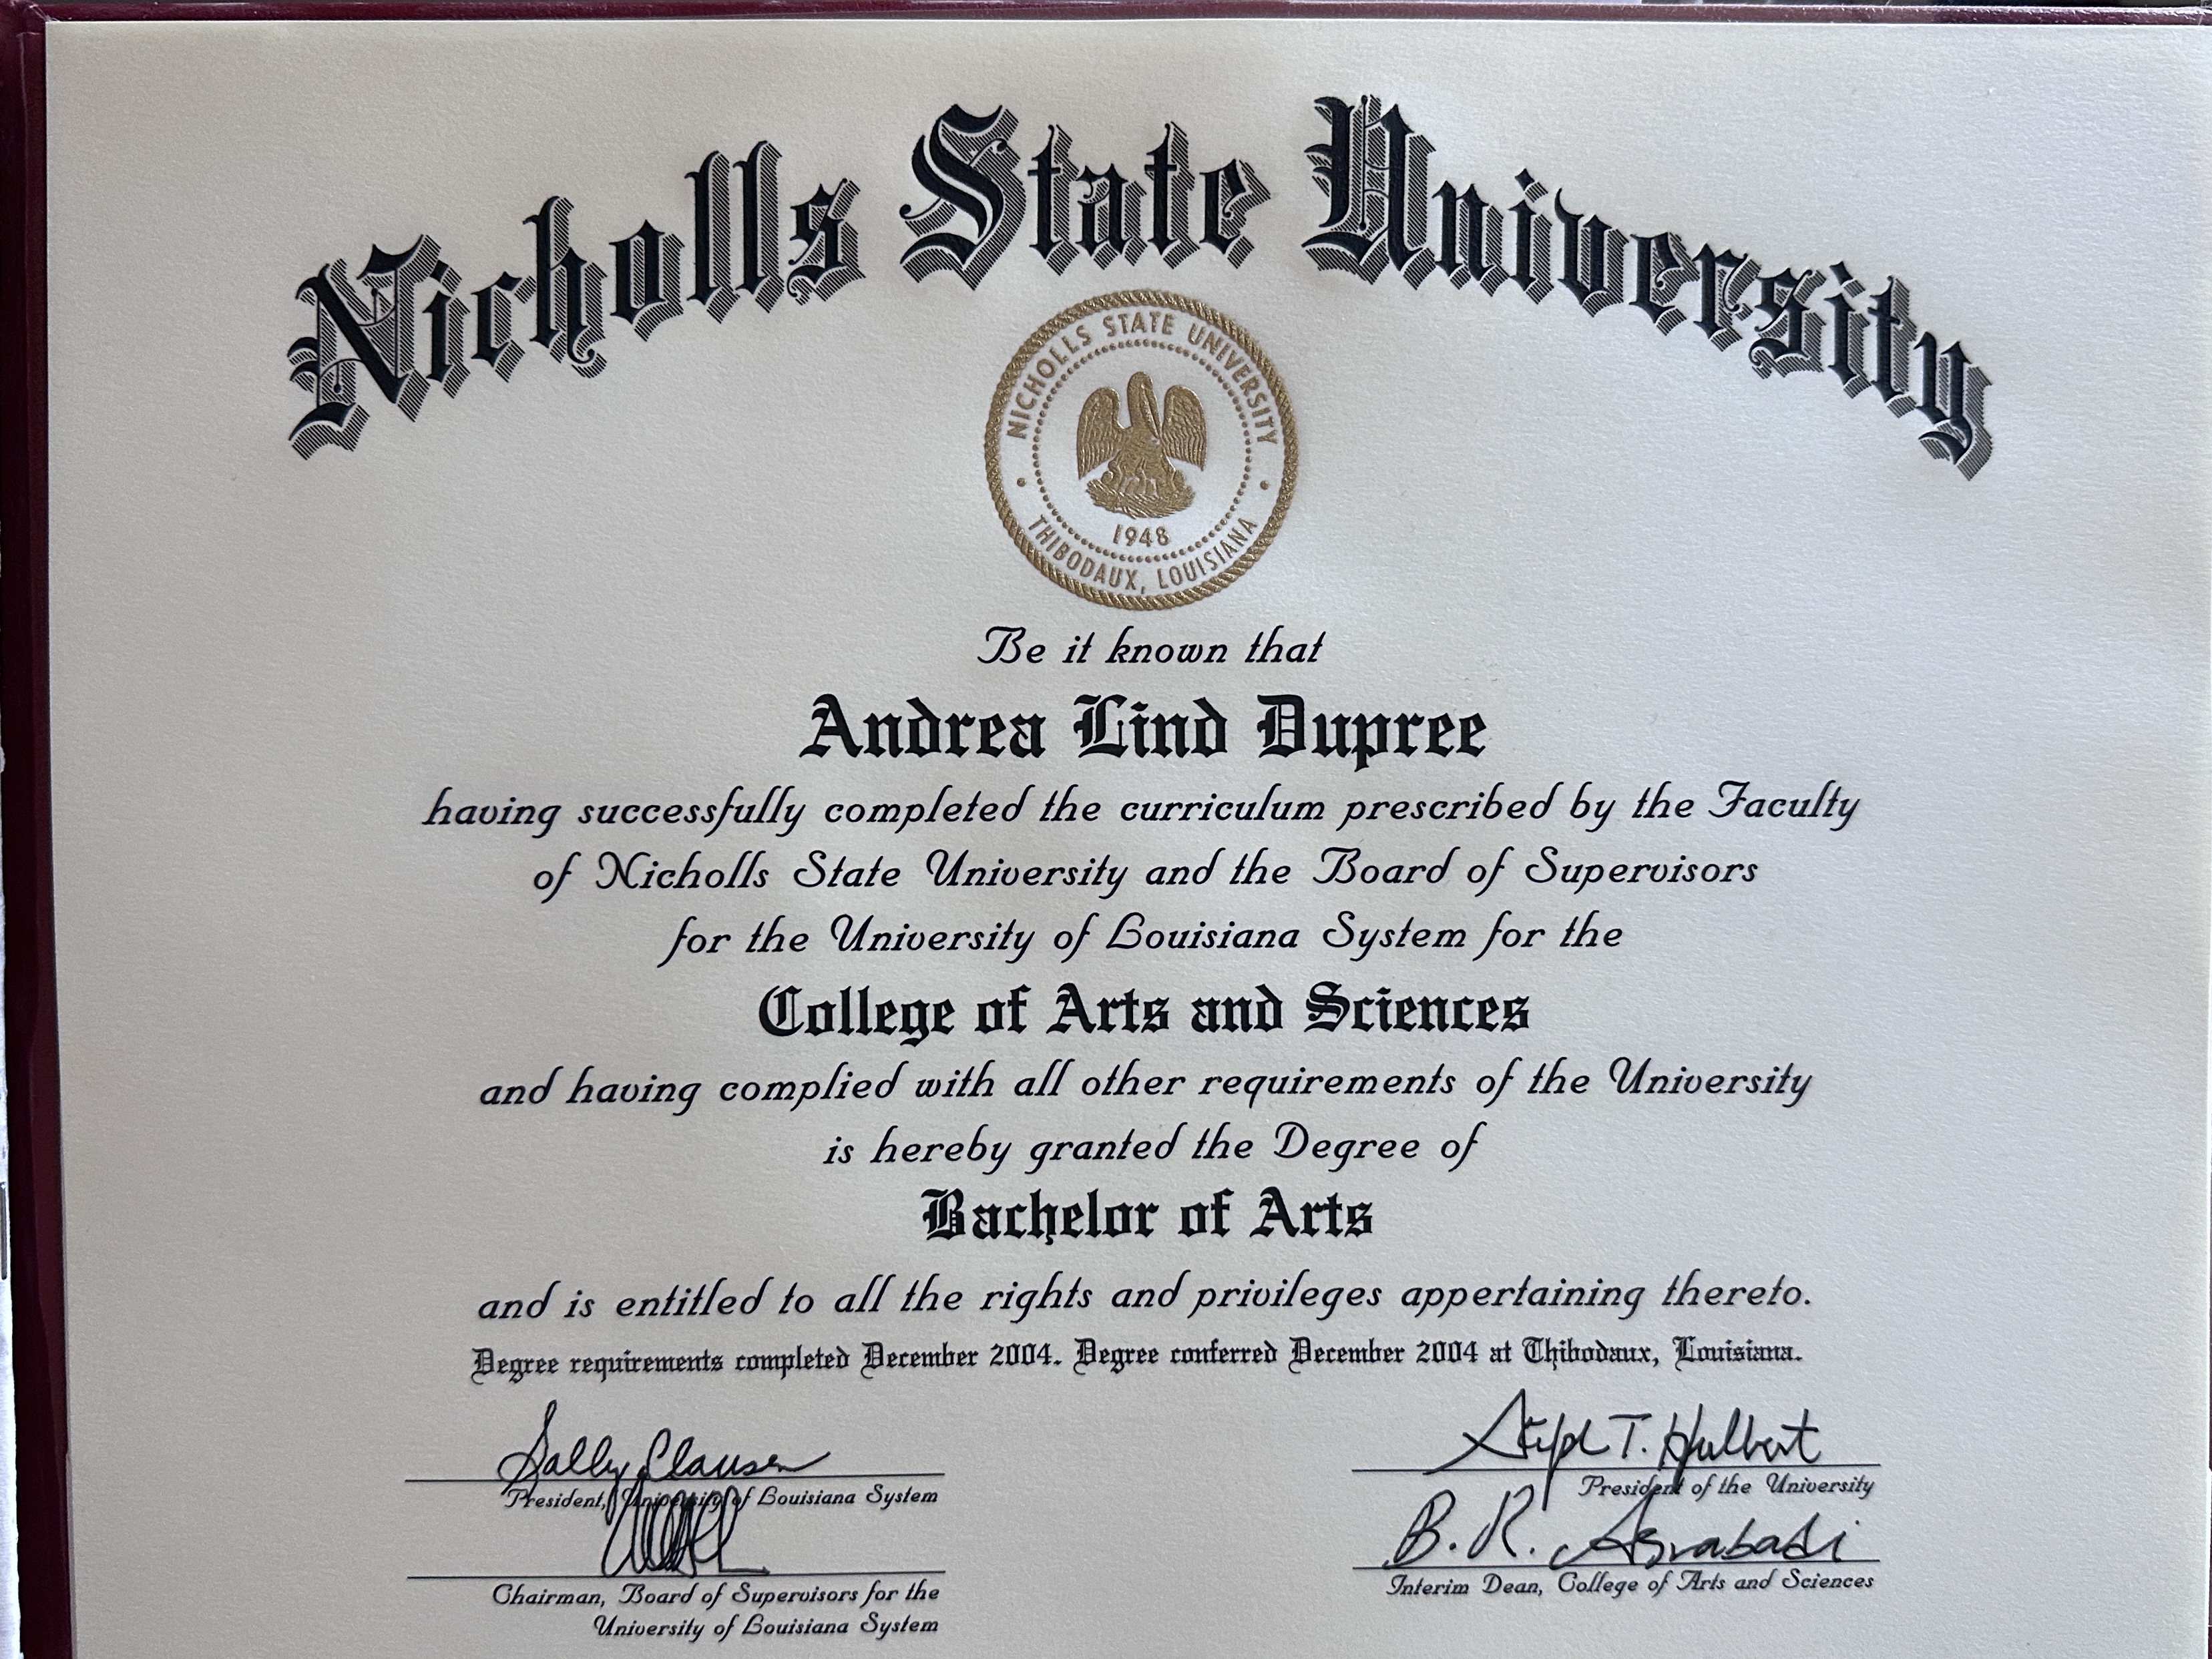 Nicholls State University
NICHOLLS STATE UNIVERSITY
1948
THIBODAUX, LOUISIANA
Be it known that
Andrea Lind Dupree
having successfully completed the curriculum prescribed by the Faculty
of Nicholls State University and the Board of Supervisors
for the University of Louisiana System for the
College of Arts and Sciences
and having complied with all other requirements of the University
is hereby granted the Degree of
Bachelor of Arts
and is entitled to all the rights and privileges appertaining thereto.
Degree requirements completed December 2004. Degree conferred December 2004 at Thibodaux, Louisiana.
Sally Clausen
President, University of Louisiana System
Chairman, Board of Supervisors for the
University of Louisiana System
T. Hulbert
President of the University
B. R. Asrabadi
Interim Dean, College of Arts and Sciences